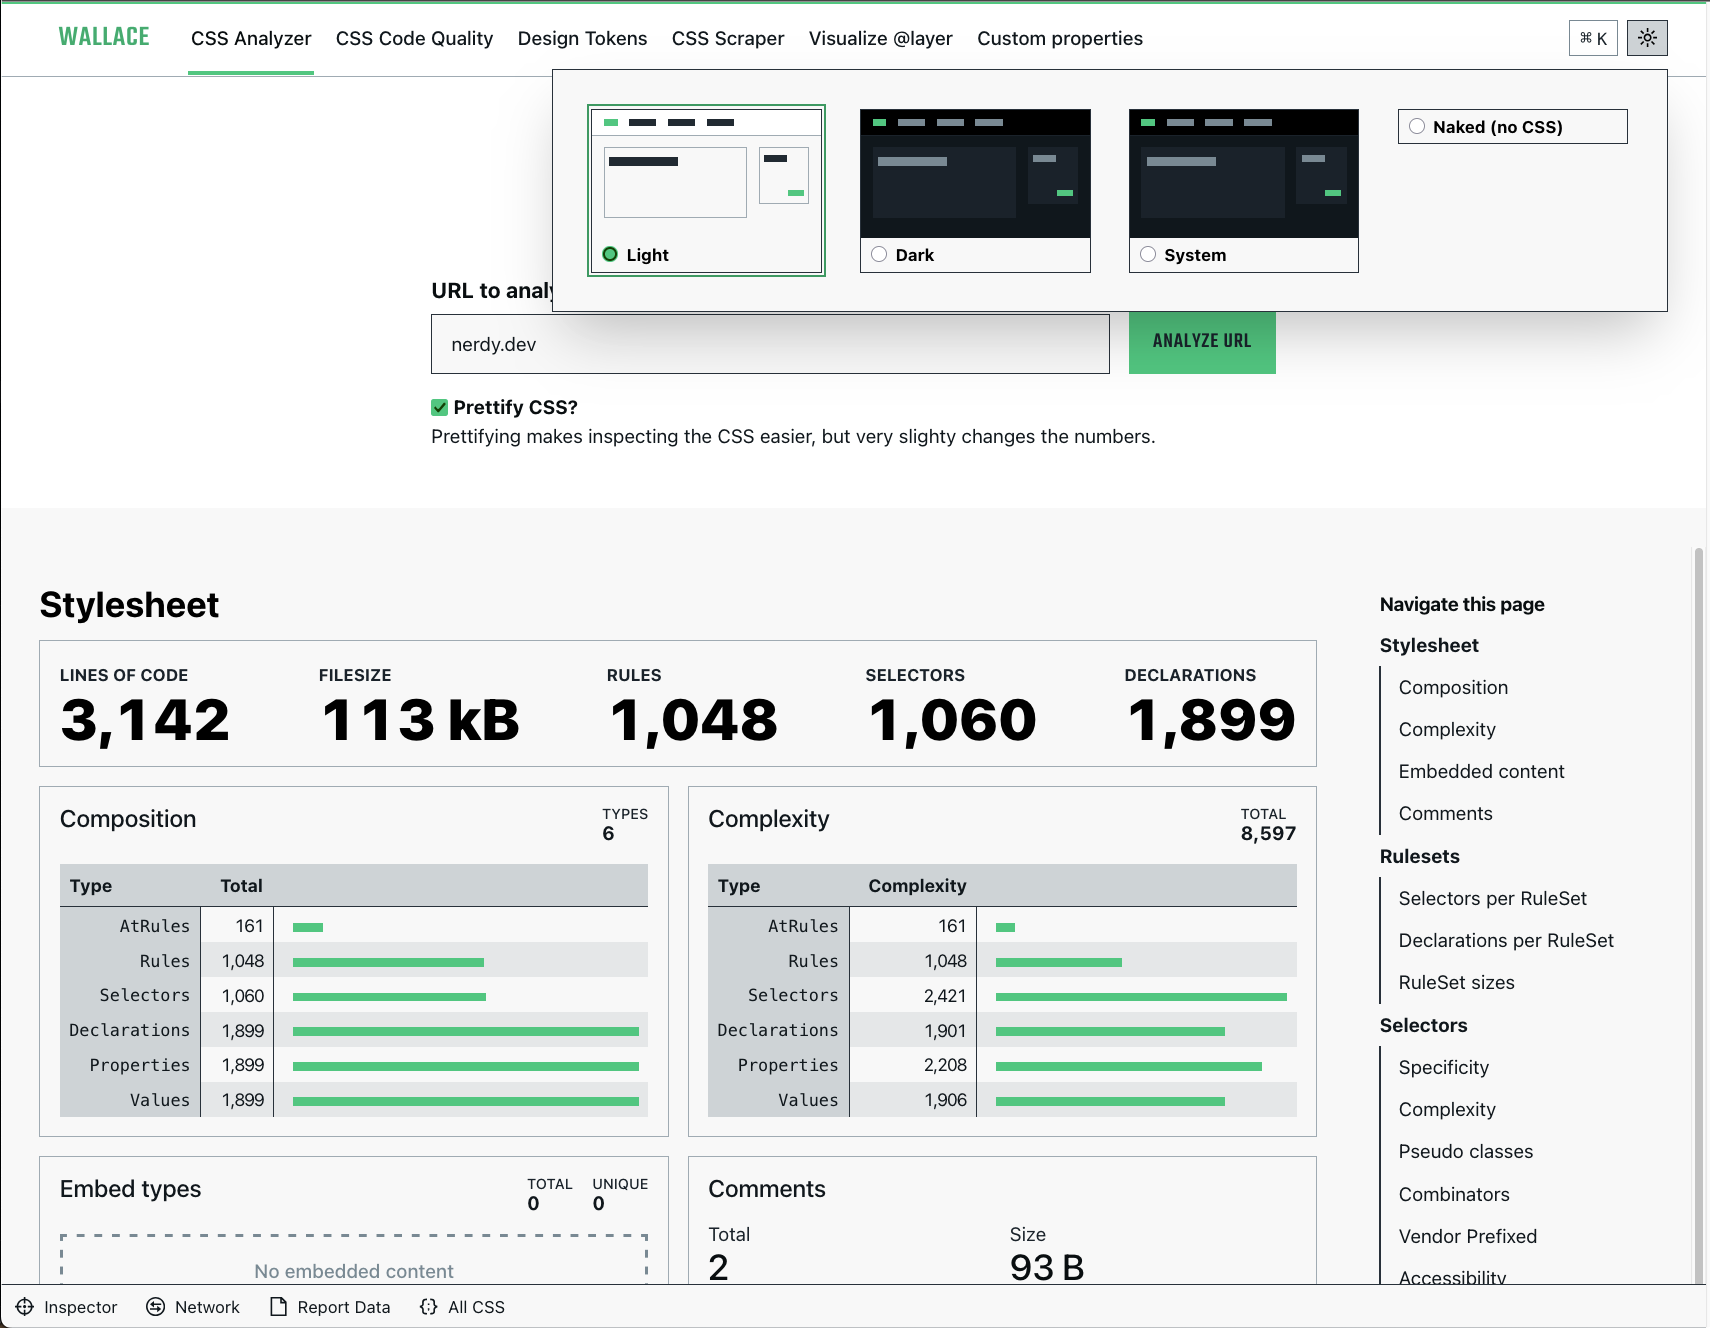 WALLACE
CSS Analyzer
CSS Code Quality
Design Tokens
CSS Scraper
Visualize @layer
Custom properties
⌘ K
Light
Dark
System
Naked (no CSS)
URL to analy
nerdy.dev
ANALYZE URL
Prettify CSS?
Prettifying makes inspecting the CSS easier, but very slighty changes the numbers.
Stylesheet
LINES OF CODE
3,142
FILESIZE
113 kB
RULES
1,048
SELECTORS
1,060
DECLARATIONS
1,899
Composition
TYPES
6
Type Total
AtRules 161
Rules 1,048
Selectors 1,060
Declarations 1,899
Properties 1,899
Values 1,899
Complexity
TOTAL
8,597
Type Complexity
AtRules 161
Rules 1,048
Selectors 2,421
Declarations 1,901
Properties 2,208
Values 1,906
Embed types
TOTAL
0
UNIQUE
0
No embedded content
Comments
Total
2
Size
93 B
Navigate this page
Stylesheet
Composition
Complexity
Embedded content
Comments
Rulesets
Selectors per RuleSet
Declarations per RuleSet
RuleSet sizes
Selectors
Specificity
Complexity
Pseudo classes
Combinators
Vendor Prefixed
Accessibility
Inspector
Network
Report Data
All CSS